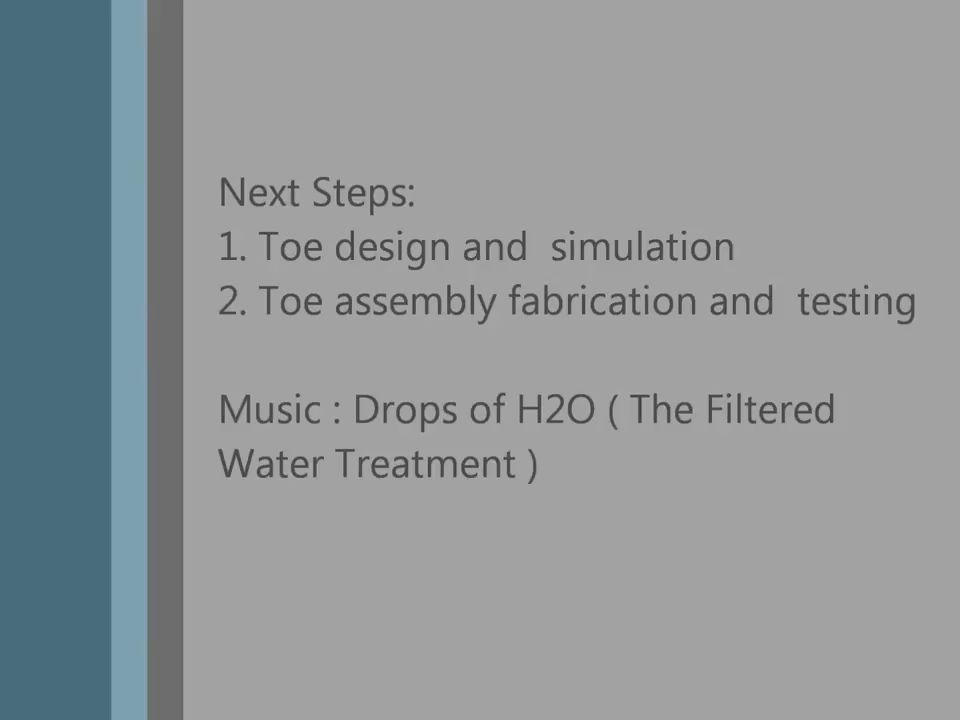 Next Steps:
1. Toe design and  simulation
2. Toe assembly fabrication and  testing
Music : Drops of H2O ( The Filtered
Water Treatment )